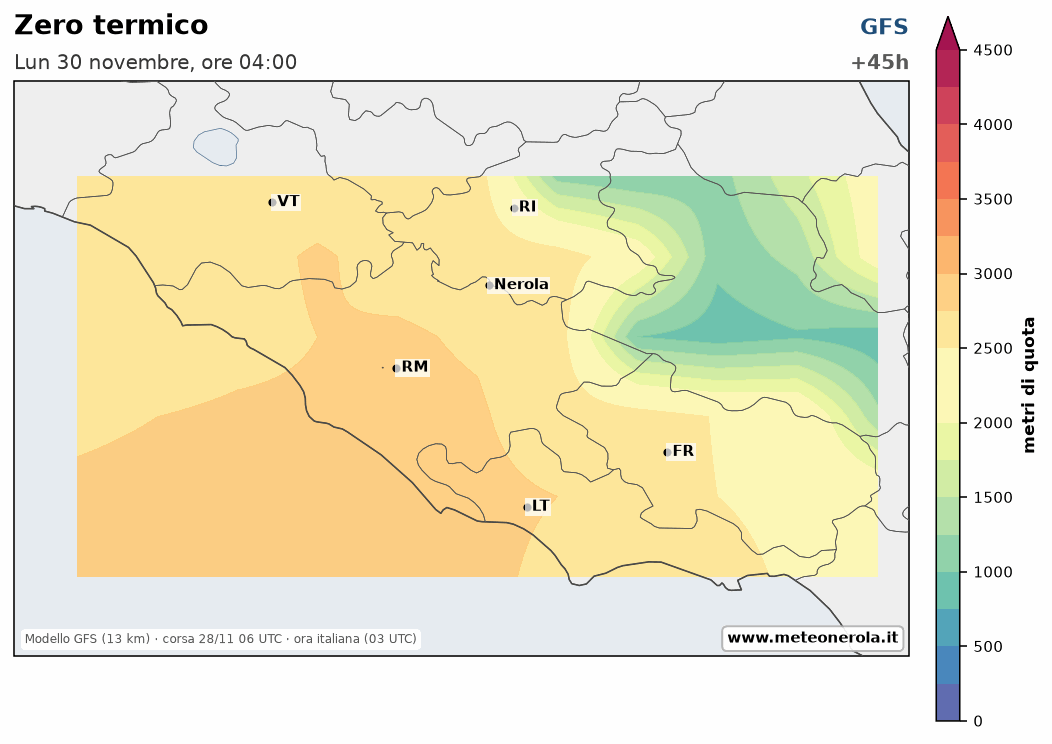 Zero termico
GFS
Lun 30 novembre, ore 04:00
+45h
VT
RI
Nerola
RM
FR
LT
4500
4000
3500
3000
2500
2000
1500
1000
500
0
metri di quota
Modello GFS (13 km) · corsa 28/11 06 UTC · ora italiana (03 UTC)
www.meteonerola.it